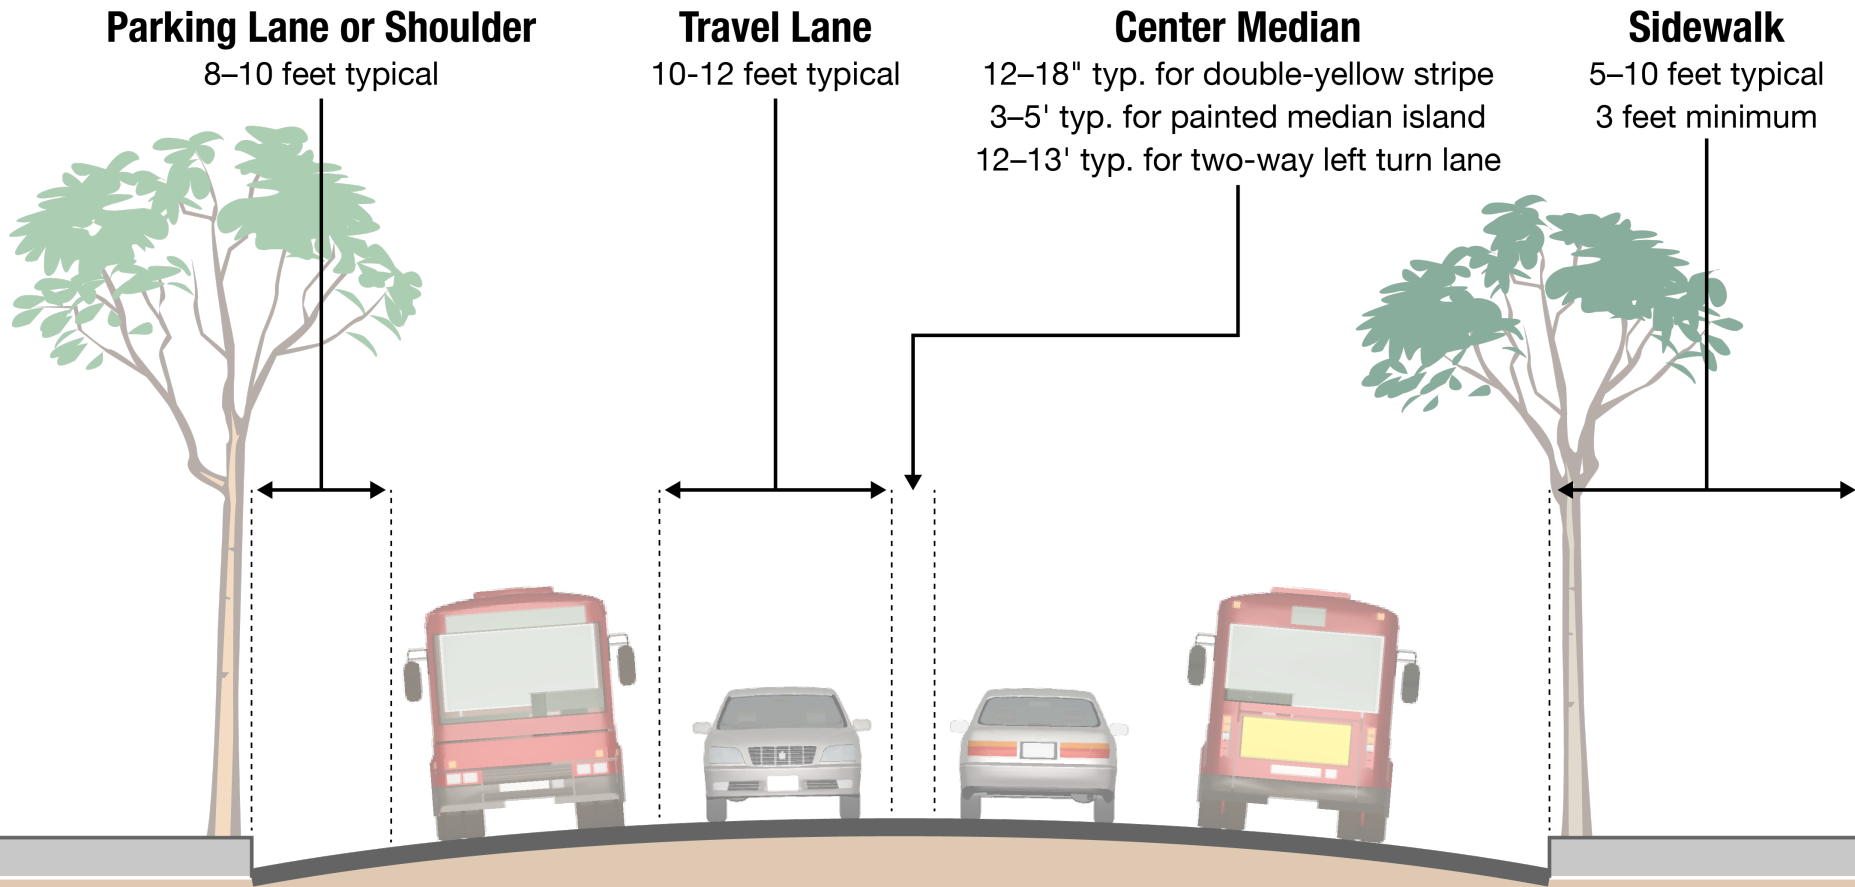 Parking Lane or Shoulder
8–10 feet typical
Travel Lane
10-12 feet typical
Center Median
12–18" typ. for double-yellow stripe
3–5' typ. for painted median island
12–13' typ. for two-way left turn lane
Sidewalk
5–10 feet typical
3 feet minimum